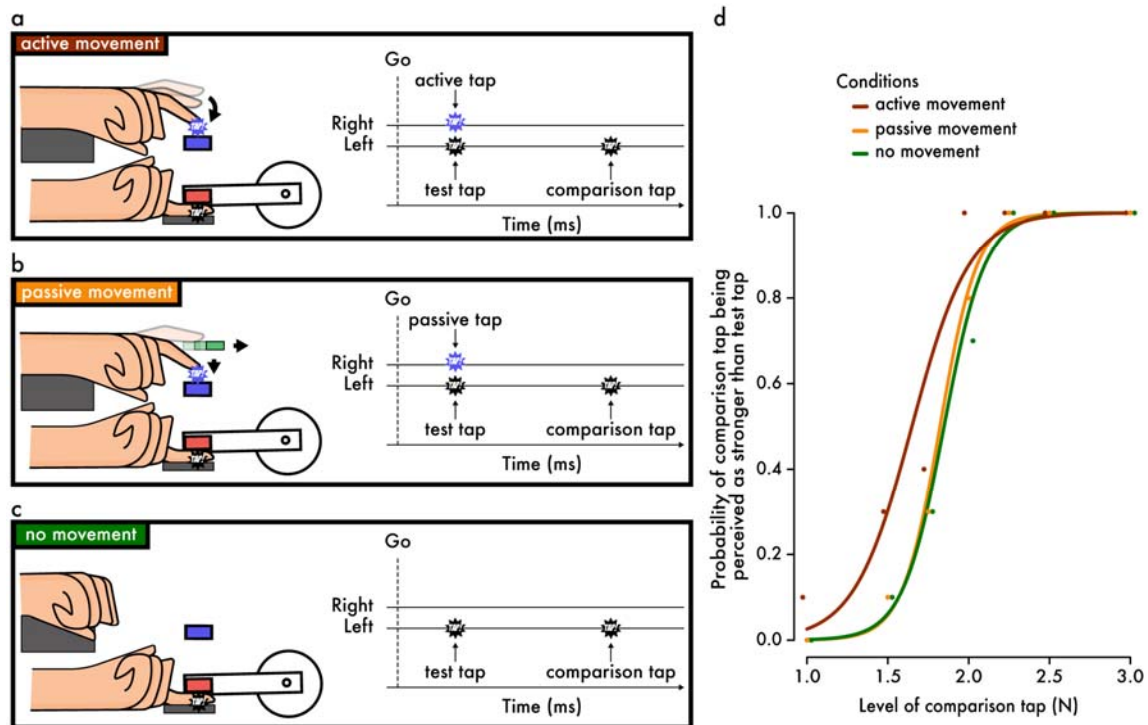 a
active movement
Go
active tap
Right
Left
test tap
comparison tap
Time (ms)
b
passive movement
Go
passive tap
Right
Left
test tap
comparison tap
Time (ms)
c
no movement
Go
Right
Left
test tap
comparison tap
Time (ms)
d
Conditions
active movement
passive movement
no movement
Probability of comparison tap being
perceived as stronger than test tap
1.0
0.8
0.6
0.4
0.2
0.0
1.0 1.5 2.0 2.5 3.0
Level of comparison tap (N)